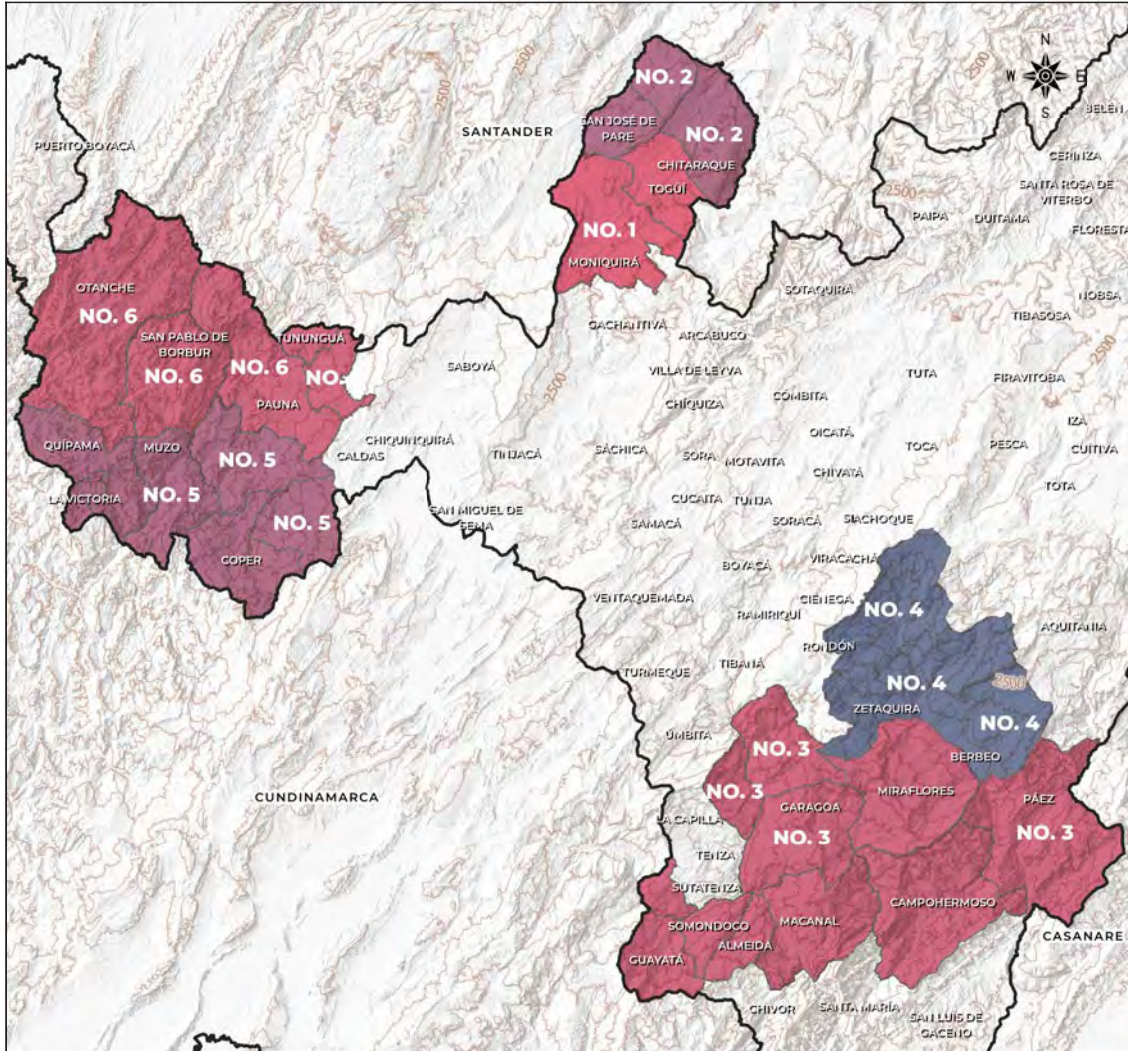 2500
2500
N
W
E
S
NO. 2
SANTANDER
SAN JOSÉ DE
PARE
NO. 2
PUERTO BOYACÁ
BELÉN
CERINZA
CHITARAQUE
TOGÜÍ
2500
SANTA ROSA DE
VITERBO
PAIPA
DUITAMA
FLORESTA
NO. 1
MONIQUIRÁ
OTANCHE
NO. 6
SOTAQUIRÁ
NOBSA
TIBASOSA
GACHANTIVÁ
ARCABUCO
SAN PABLO DE
BORBUR
TUNUNGUÁ
2500
NO. 6
NO. 6
NO.
SABOYÁ
2500
VILLA DE LEYVA
TUTA
FIRAVITOBA
PAUNA
CHÍQUIZA
CÓMBITA
IZA
QUÍPAMA
MUZO
CHIQUINQUIRÁ
CALDAS
TINJACÁ
SÁCHICA
SORA
MOTAVITA
OICATÁ
TOCA
PESCA
CUITIVA
NO. 5
CHIVATÁ
TOTA
LA VICTORIA
NO. 5
CUCAITA
TUNJA
NO. 5
SAN MIGUEL DE
SEMA
SAMACÁ
SORACÁ
SIACHOQUE
COPER
BOYACÁ
VIRACACHÁ
VENTAQUEMADA
CIÉNEGA
NO. 4
RAMIRIQUÍ
AQUITANIA
RONDÓN
TURMEQUE
TIBANÁ
NO. 4
2500
ZETAQUIRA
NO. 4
ÚMBITA
NO. 3
BERBEO
CUNDINAMARCA
NO. 3
MIRAFLORES
PÁEZ
GARAGOA
LA CAPILLA
NO. 3
NO. 3
TENZA
SUTATENZA
CAMPOHERMOSO
SOMONDOCO
MACANAL
CASANARE
ALMEIDA
GUAYATÁ
CHIVOR
SANTA MARÍA
SAN LUIS DE
GACENO